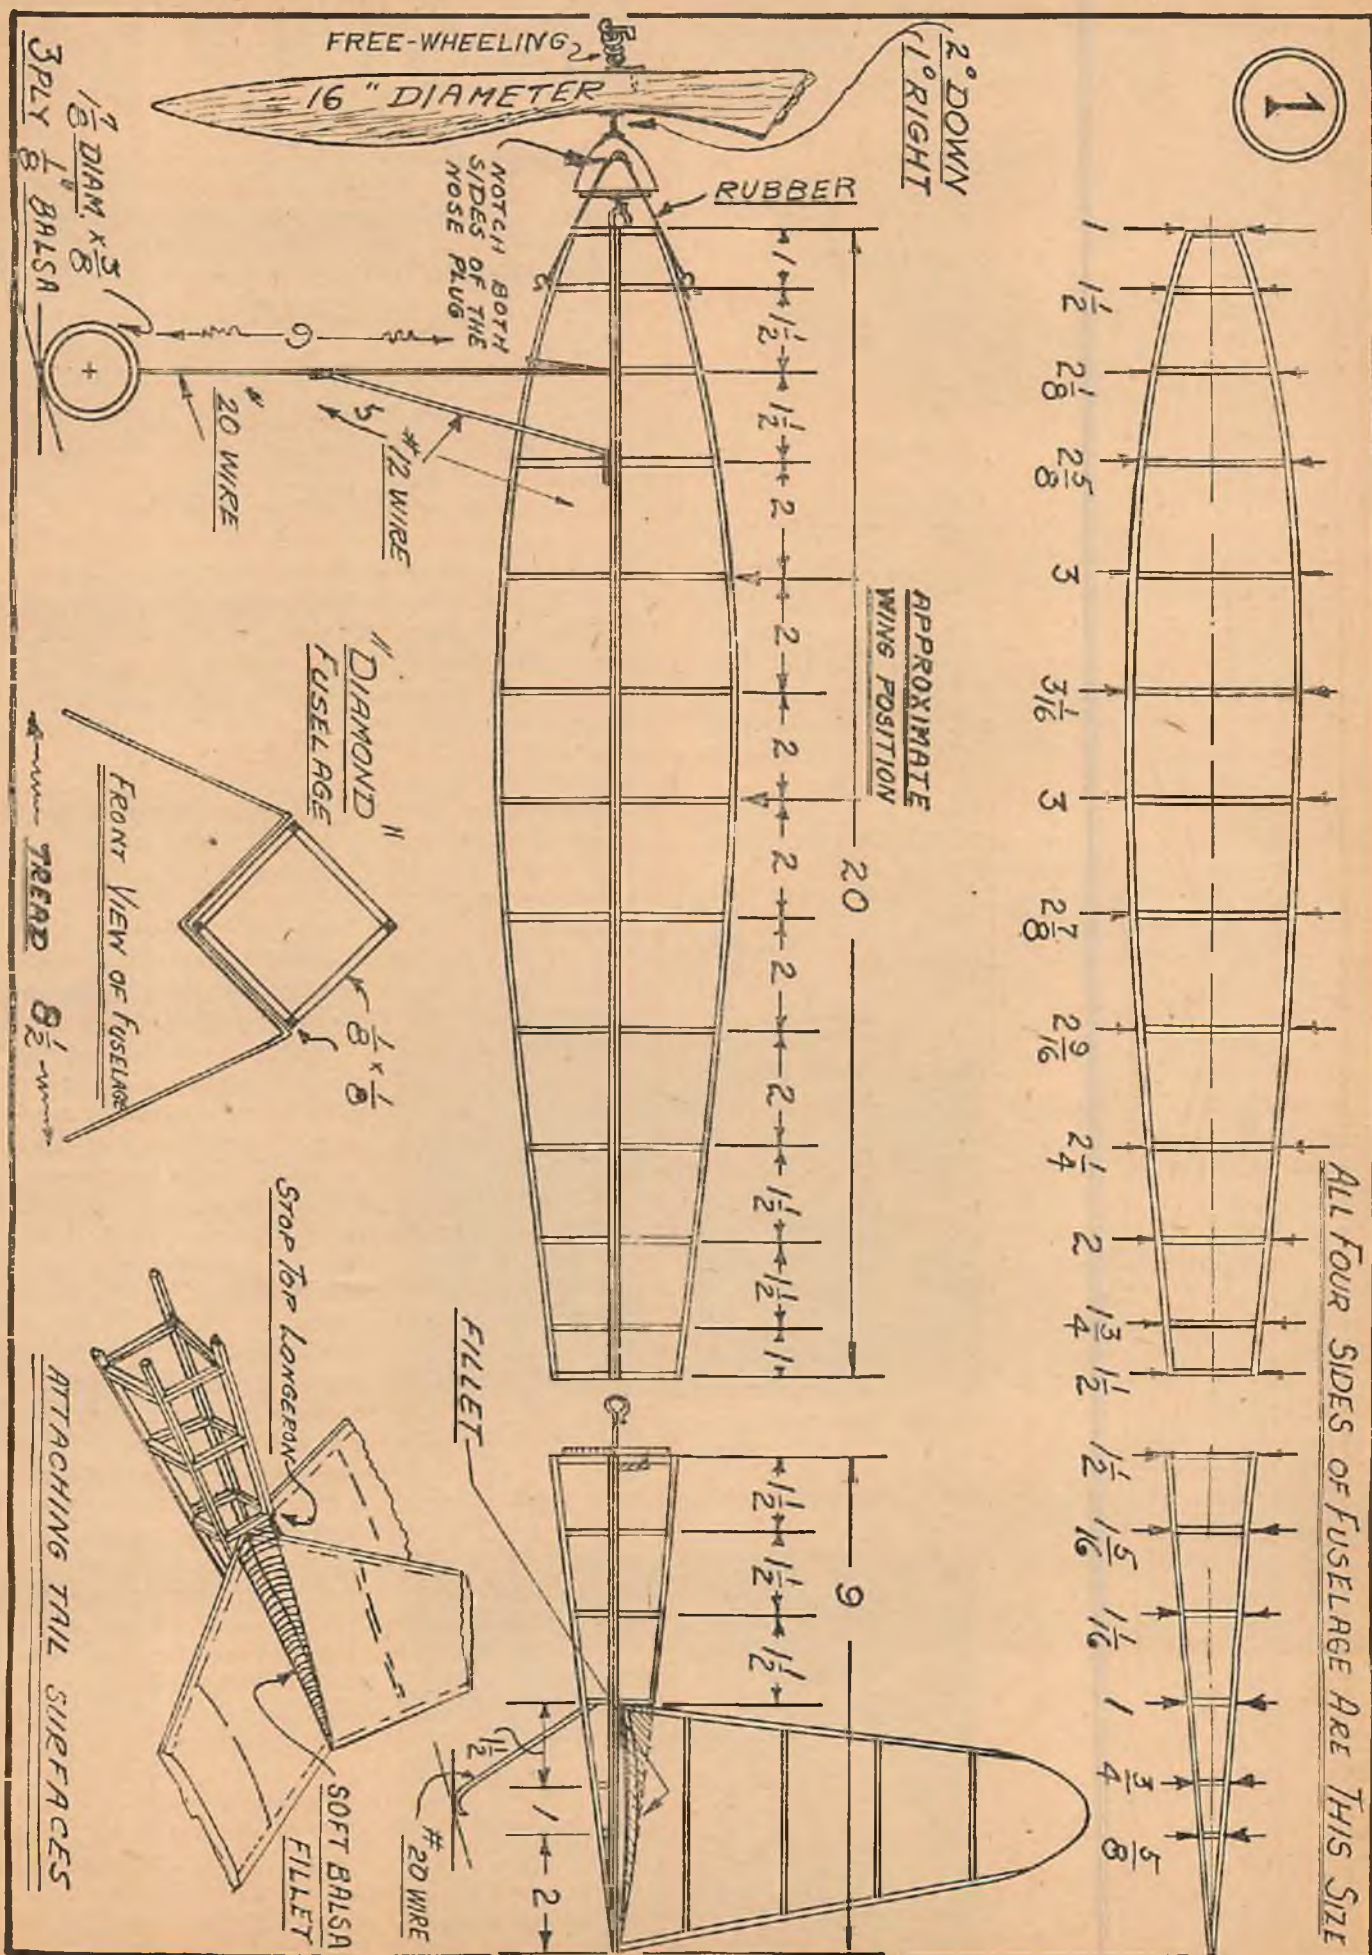 1
2° DOWN
1° RIGHT
FREE-WHEELING
16" DIAMETER
RUBBER
NOTCH BOTH
SIDES OF THE
NOSE PLUG
1 7/8 DIAM. x 3/8
3 PLY 1/8" BALSA
6
5
#12 WIRE
20 WIRE
ALL FOUR SIDES OF FUSELAGE ARE THIS SIZE
1 1 1/2 2 1/8 2 5/8 3 3 1/16 3 2 7/8 2 9/16 2 1/4 2 1 3/4 1 1/2
1 1/2 1 5/16 1 1/16 1 3/4 5/8
APPROXIMATE
WING POSITION
20
9
1 1 1/2 1 1/2 2 2 2 2 2 2 1 1/2 1 1/2 1
1 1/2 1 1/2 1 1/2
1 1/2 1 2
FILLET
#20 WIRE
"DIAMOND"
FUSELAGE
1/8 x 1/8
FRONT VIEW OF FUSELAGE
TREAD 8 1/2
STOP TOP LONGERON
SOFT BALSA
FILLET
ATTACHING TAIL SURFACES